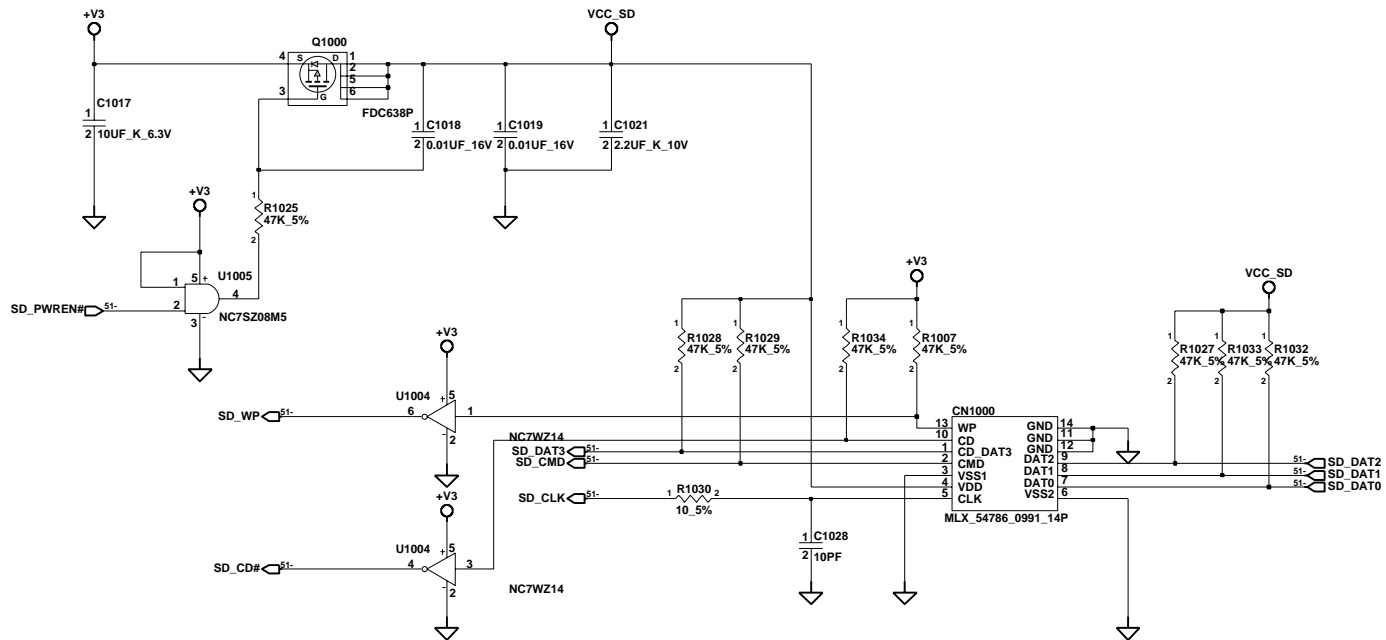 +V3
VCC_SD
Q1000
4 S D 1
2
5
3 G 6
FDC638P
C1017
1
2 10UF_K_6.3V
1 C1018
2 0.01UF_16V
1 C1019
2 0.01UF_16V
1 C1021
2 2.2UF_K_10V
+V3
1
R1025
47K_5%
2
U1005
5 +
1
2
4
3 -
NC7SZ08M5
SD_PWREN# 51-
+V3
VCC_SD
1
R1028
47K_5%
2
1
R1029
47K_5%
2
1
R1034
47K_5%
2
1
R1007
47K_5%
2
1
R1027
47K_5%
2
1
R1033
47K_5%
2
1
R1032
47K_5%
2
+V3
U1004
+ 5
SD_WP 51- 6 1
- 2
NC7WZ14
SD_DAT3 51-
SD_CMD 51-
SD_CLK 51- 1 R1030 2
10_5%
1 C1028
2 10PF
CN1000
13 WP GND 14
10 CD GND 11
1 CD_DAT3 GND 12
2 CMD DAT2 9
3 VSS1 DAT1 8
4 VDD DAT0 7
5 CLK VSS2 6
MLX_54786_0991_14P
51- SD_DAT2
51- SD_DAT1
51- SD_DAT0
+V3
U1004
+ 5
SD_CD# 51- 4 3
- 2
NC7WZ14